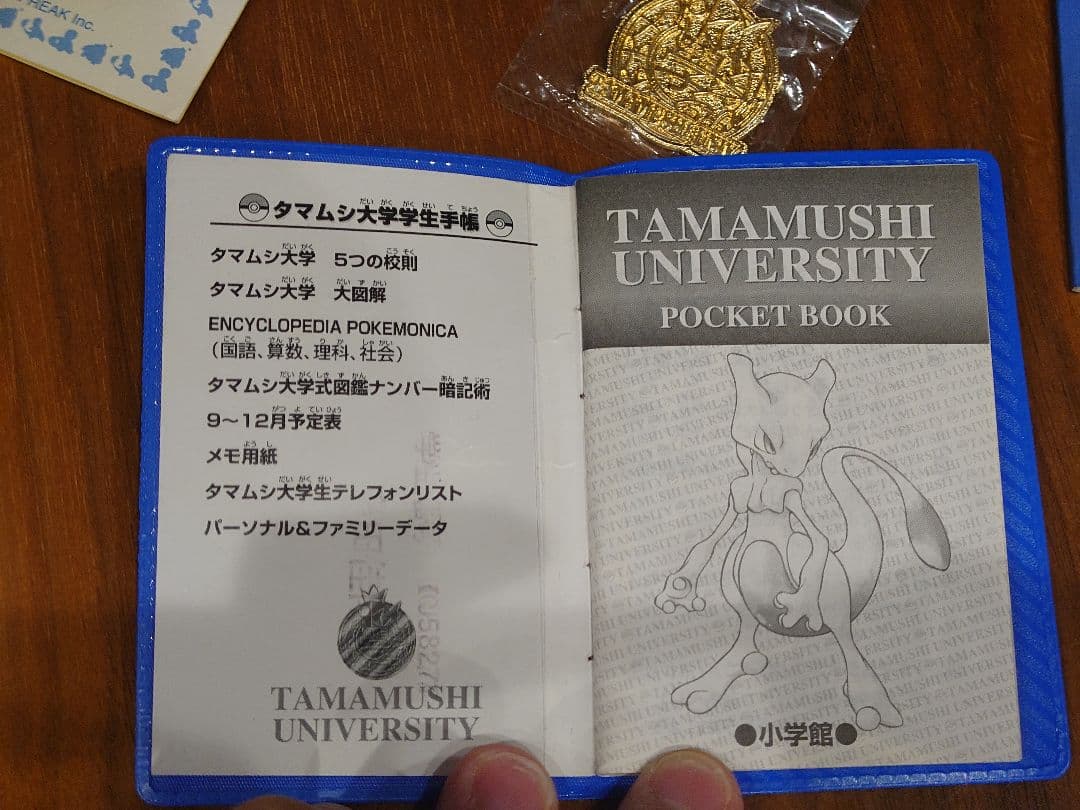 REAK Inc.
タマムシ大学学生手帳
タマムシ大学 5つの校則
タマムシ大学 大図解
ENCYCLOPEDIA POKEMONICA
(国語、算数、理科、社会)
タマムシ大学式図鑑ナンバー暗記術
9～12月予定表
メモ用紙
タマムシ大学生テレフォンリスト
パーソナル&ファミリーデータ
TAMAMUSHI
UNIVERSITY
TAMAMUSHI
UNIVERSITY
POCKET BOOK
●小学館●